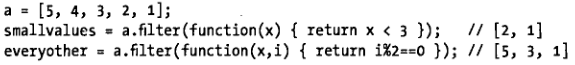 a = [5, 4, 3, 2, 1];
smallvalues = a.filter(function(x) { return x < 3 });   // [2, 1]
everyother = a.filter(function(x,i) { return i%2==0 }); // [5, 3, 1]